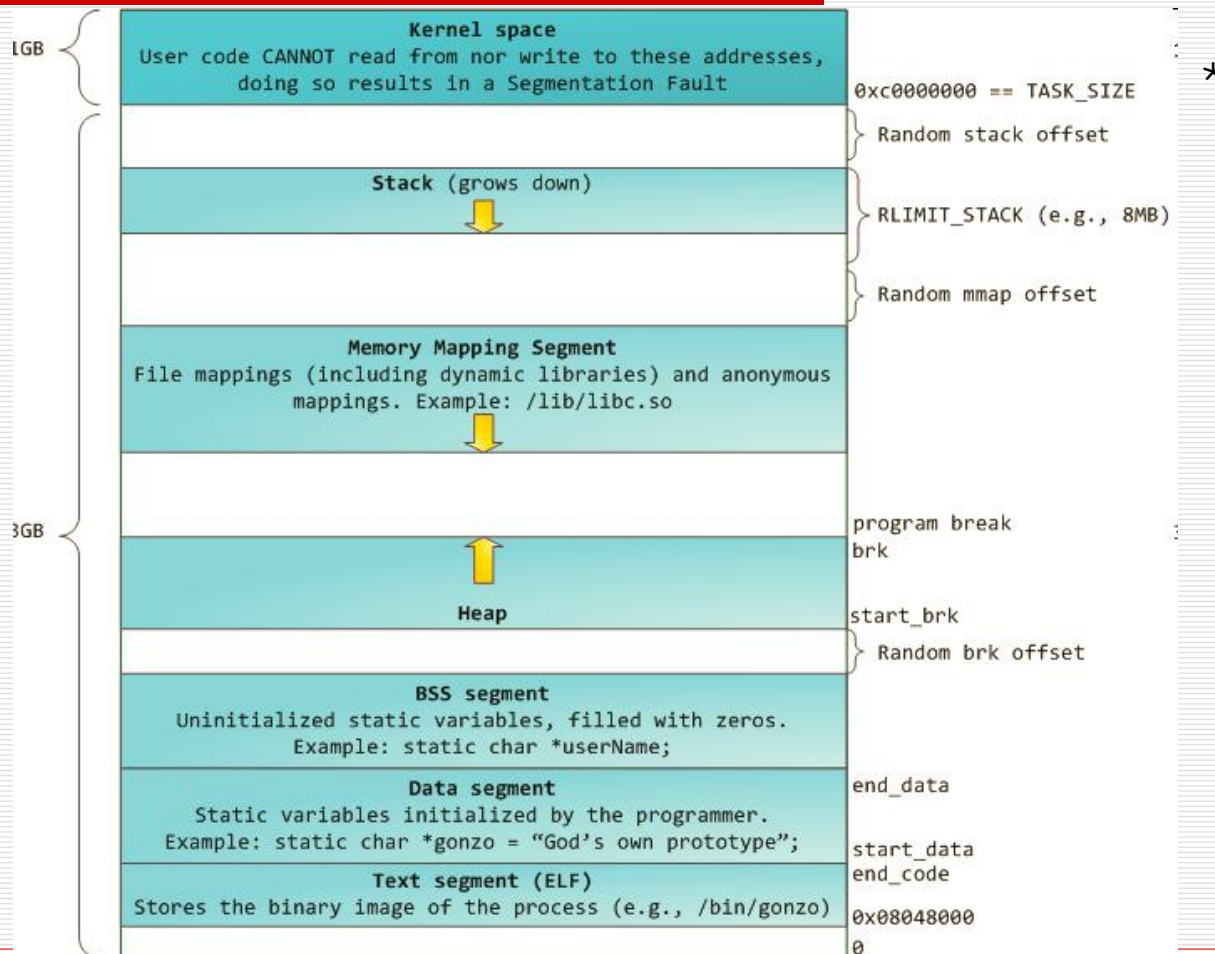 Kernel space
User code CANNOT read from nor write to these addresses,
doing so results in a Segmentation Fault
1GB
0xc0000000 == TASK_SIZE
*
Random stack offset
Stack (grows down)
RLIMIT_STACK (e.g., 8MB)
Random mmap offset
Memory Mapping Segment
File mappings (including dynamic libraries) and anonymous
mappings. Example: /lib/libc.so
3GB
program break
brk
Heap
start_brk
Random brk offset
BSS segment
Uninitialized static variables, filled with zeros.
Example: static char *userName;
Data segment
Static variables initialized by the programmer.
Example: static char *gonzo = “God’s own prototype”;
end_data
start_data
end_code
Text segment (ELF)
Stores the binary image of the process (e.g., /bin/gonzo)
0x08048000
0